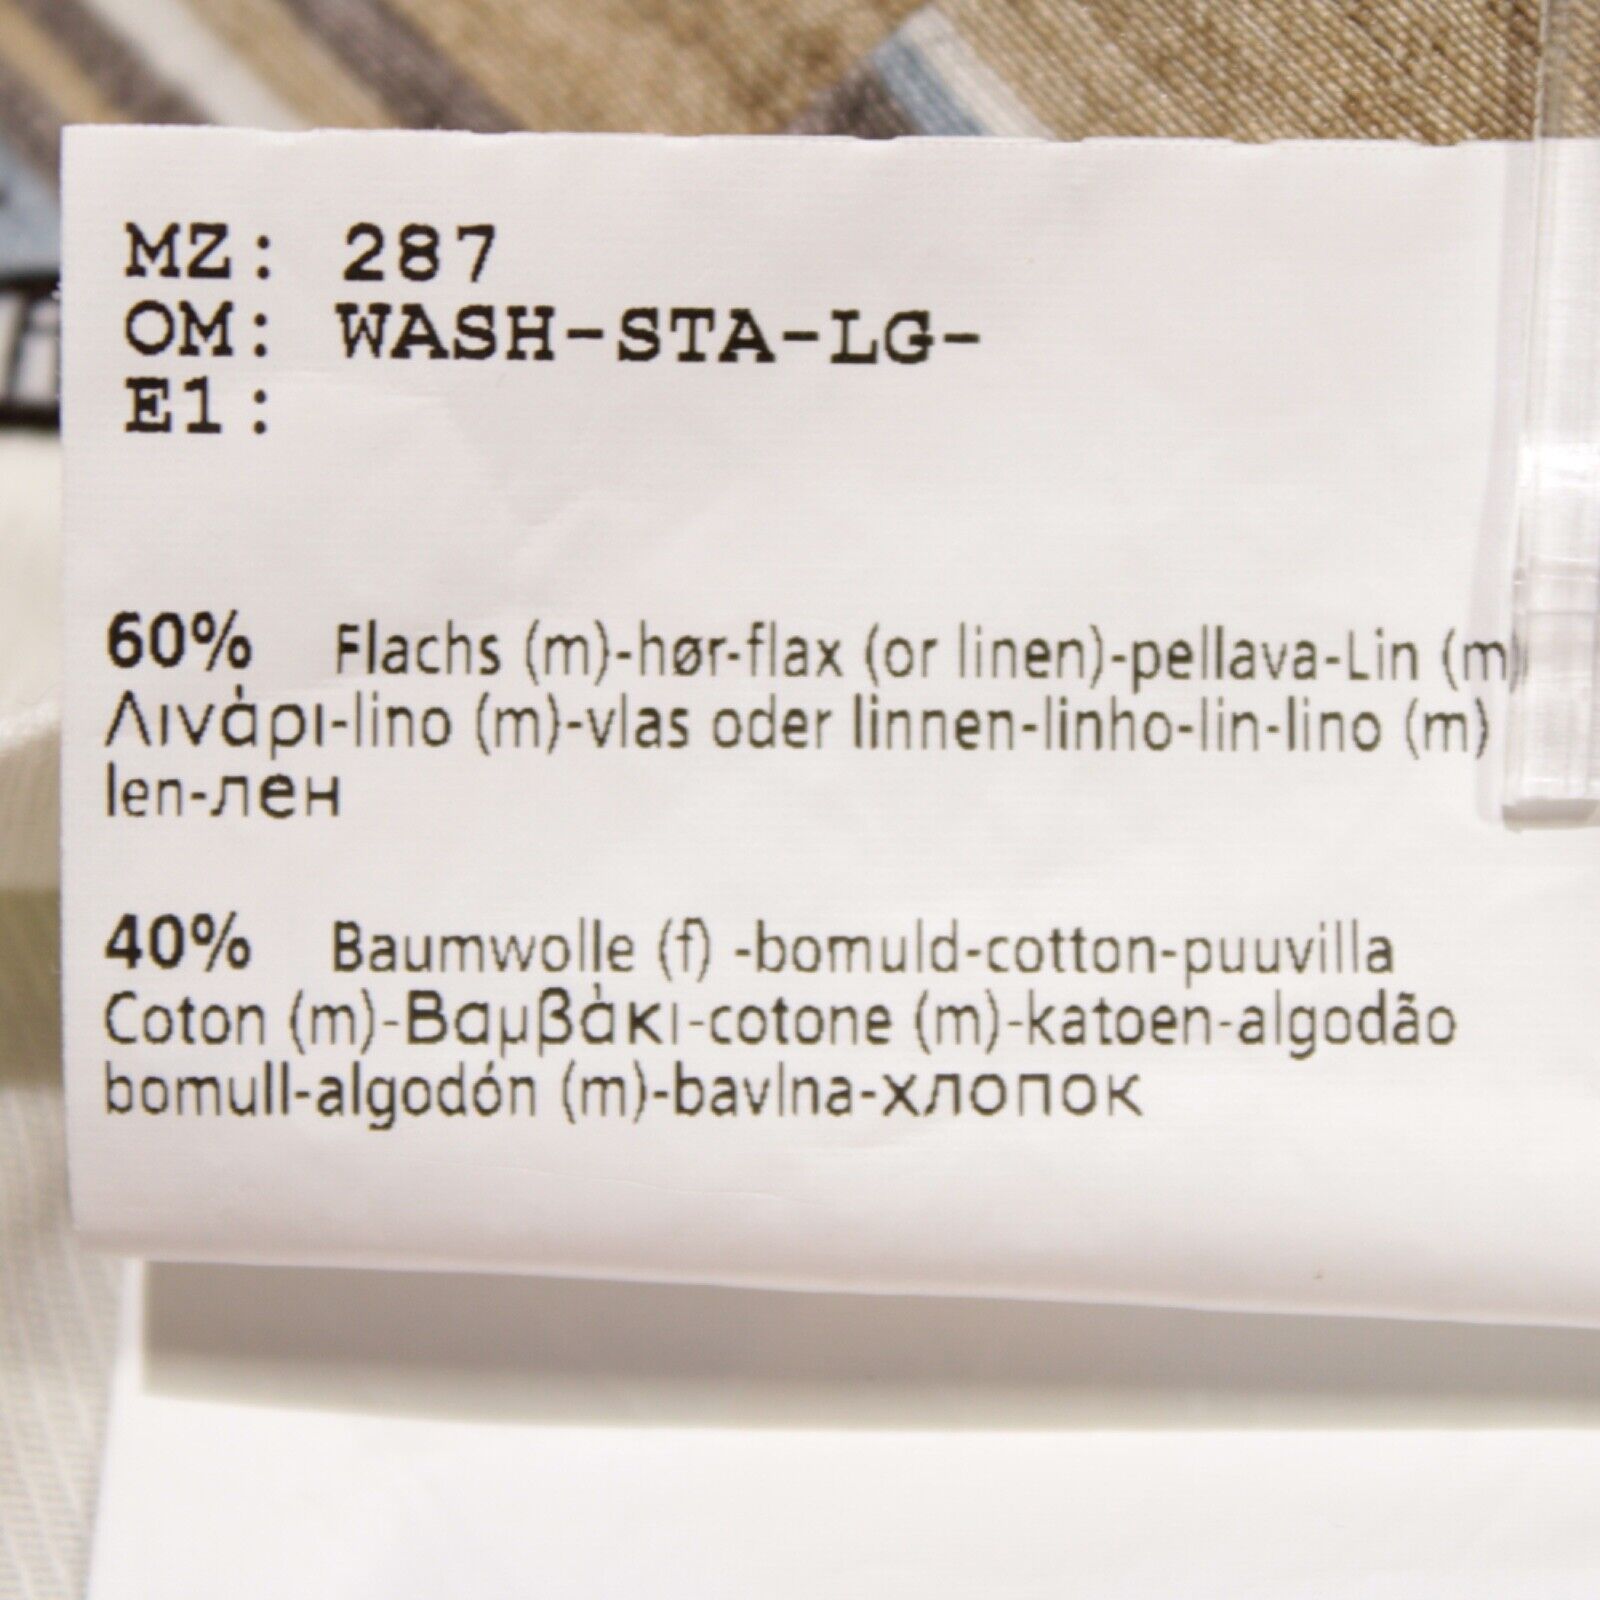 MZ: 287
OM: WASH-STA-LG-
E1:
60% Flachs (m)-hør-flax (or linen)-pellava-Lin (m)
Λινάρι-lino (m)-vlas oder linnen-linho-lin-lino (m)
len-лен
40% Baumwolle (f) -bomuld-cotton-puuvilla
Coton (m)-Βαμβάκι-cotone (m)-katoen-algodão
bomull-algodón (m)-bavlna-хлопок